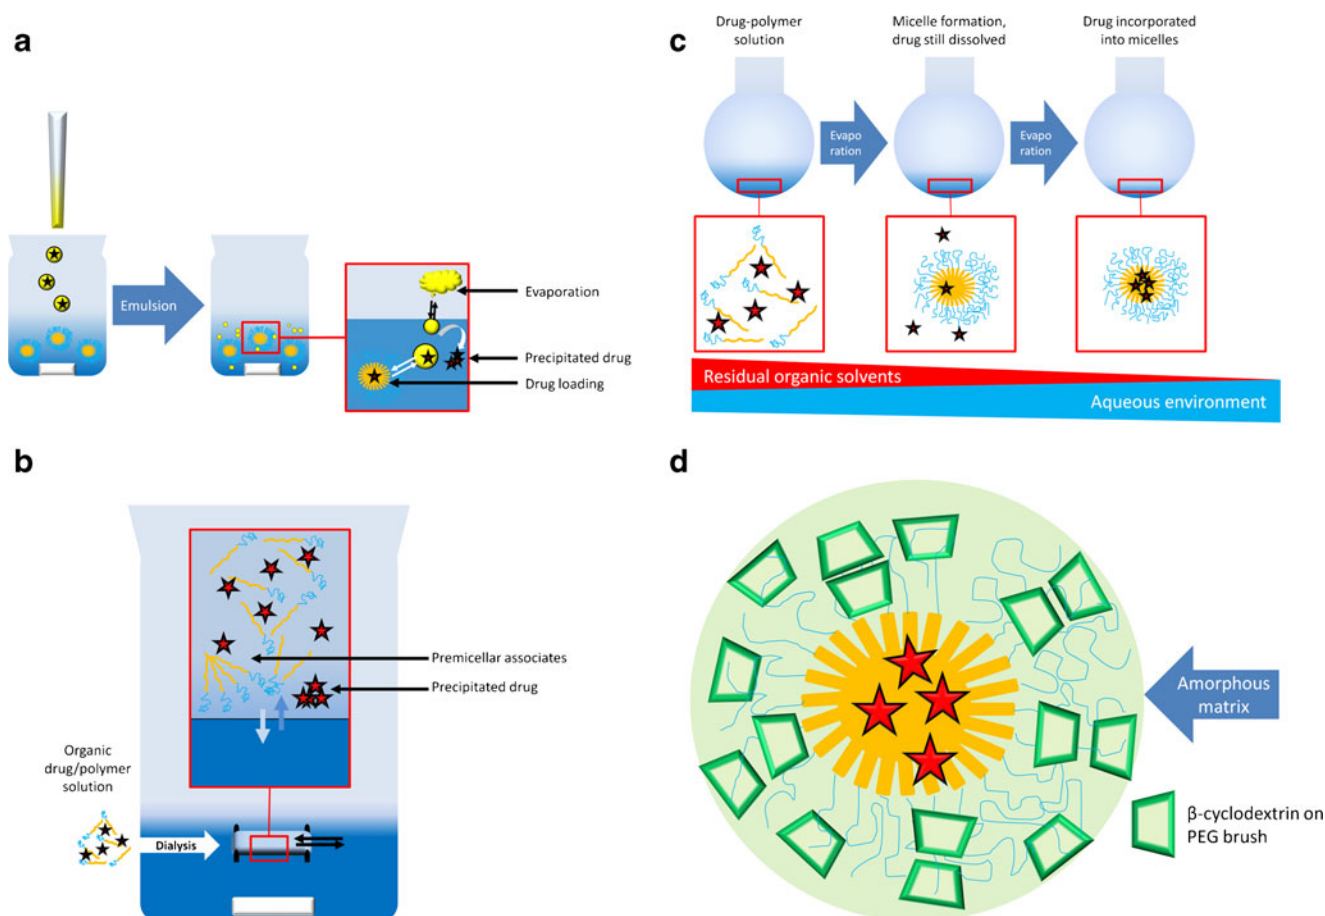 a
Emulsion
Evaporation
Precipitated drug
Drug loading
b
Premicellar associates
Precipitated drug
Organic
drug/polymer
solution
Dialysis
c
Drug-polymer
solution
Micelle formation,
drug still dissolved
Drug incorporated
into micelles
Evapo
ration
Evapo
ration
Residual organic solvents
Aqueous environment
d
Amorphous
matrix
β-cyclodextrin on
PEG brush